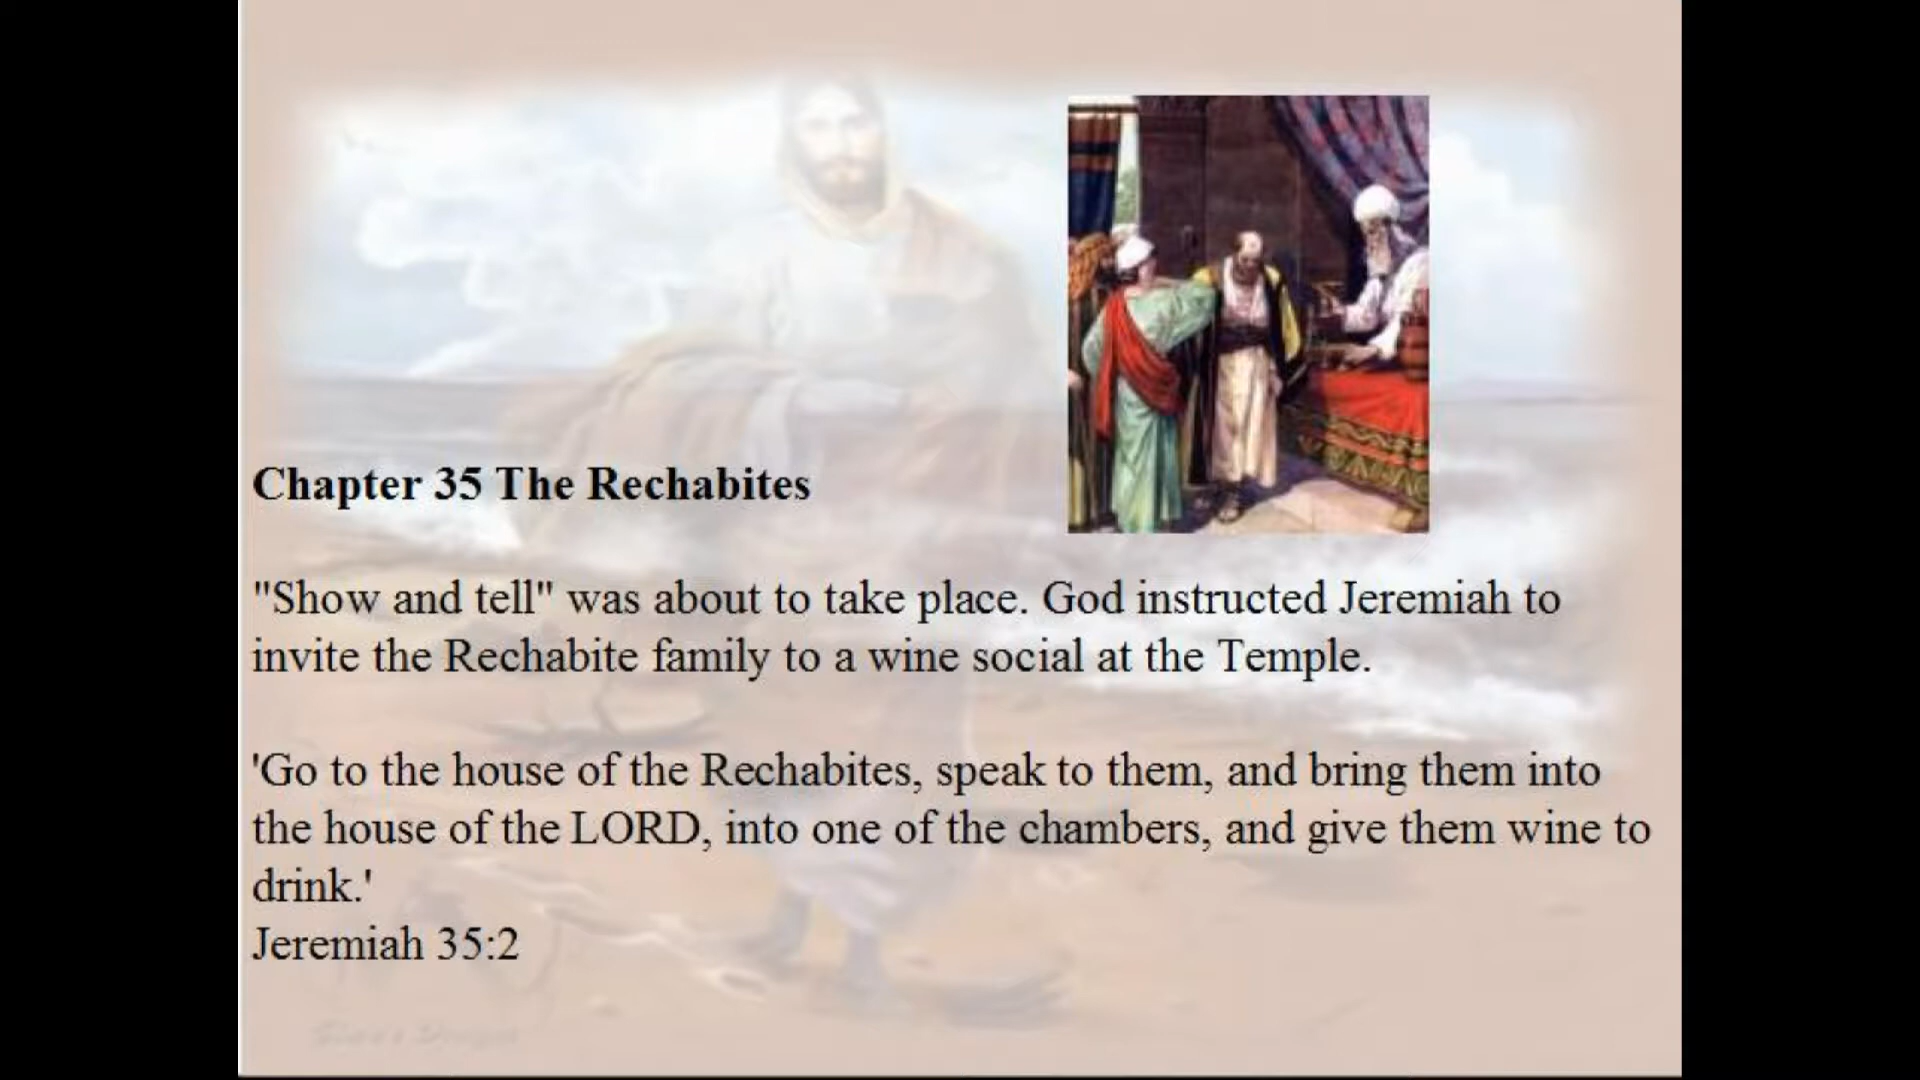 Chapter 35 The Rechabites
"Show and tell" was about to take place. God instructed Jeremiah to
invite the Rechabite family to a wine social at the Temple.
'Go to the house of the Rechabites, speak to them, and bring them into
the house of the LORD, into one of the chambers, and give them wine to
drink.'
Jeremiah 35:2